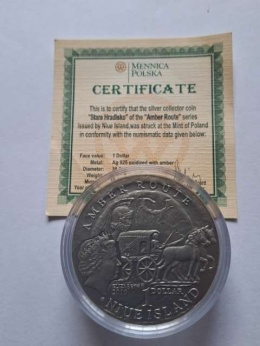 MENNICA
POLSKA
CERTIFICATE
This is to certify that the silver collector coin
"Stare Hradisko" of the "Amber Route" series
issued by Niue Island, was struck at the Mint of Poland
in conformity with the numismatic data given below:
Face value: 1 Dollar
Metal: Ag 925 oxidized with amber
Diameter:
Weight:
AMBER ROUTE
1
DOLLAR
NIUE ISLAND